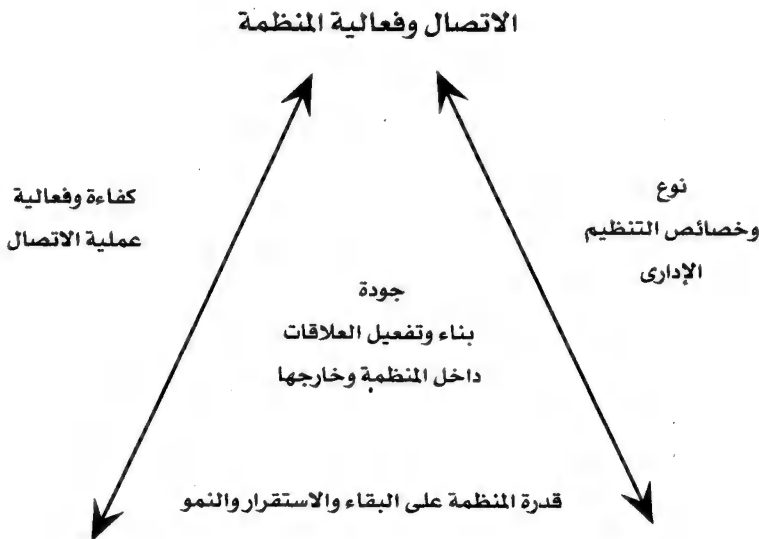 الاتصال وفعالية المنظمة
نوع
وخصائص التنظيم
الإدارى
كفاءة وفعالية
عملية الاتصال
جودة
بناء وتفعيل العلاقات
داخل المنظمة وخارجها
قدرة المنظمة على البقاء والاستقرار والنمو